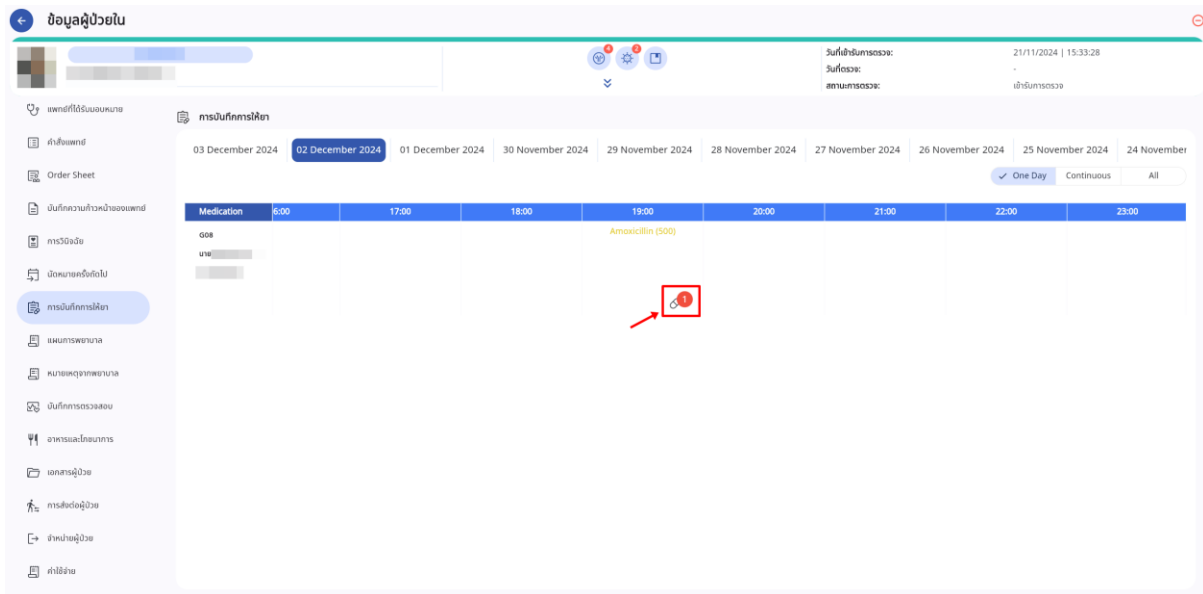 ข้อมูลผู้ป่วยใน
4 2
วันที่เข้ารับการตรวจ: 21/11/2024 | 15:33:28
วันที่ตรวจ: -
สถานะการตรวจ: เข้ารับการตรวจ
แพทย์ที่ได้รับมอบหมาย
คำสั่งแพทย์
Order Sheet
บันทึกความก้าวหน้าของแพทย์
การวินิจฉัย
นัดหมายครั้งถัดไป
การบันทึกการให้ยา
แผนการพยาบาล
หมายเหตุจากพยาบาล
บันทึกการตรวจสอบ
อาหารและโภชนาการ
เอกสารผู้ป่วย
การส่งต่อผู้ป่วย
จำหน่ายผู้ป่วย
ค่าใช้จ่าย
การบันทึกการให้ยา
03 December 2024 02 December 2024 01 December 2024 30 November 2024 29 November 2024 28 November 2024 27 November 2024 26 November 2024 25 November 2024 24 November
One Day Continuous All
Medication 6:00 17:00 18:00 19:00 20:00 21:00 22:00 23:00
G08 Amoxicillin (500)
นาย
1